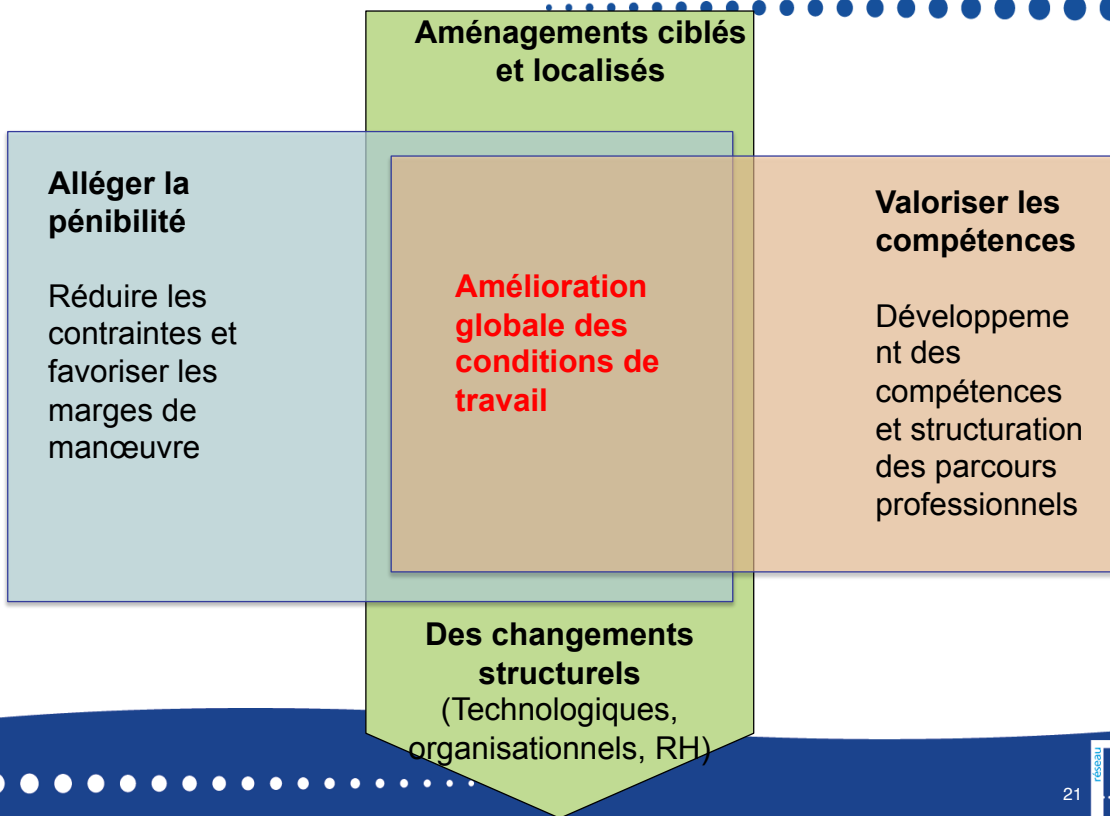 Aménagements ciblés
et localisés
Alléger la
pénibilité
Réduire les
contraintes et
favoriser les
marges de
manœuvre
Amélioration
globale des
conditions de
travail
Valoriser les
compétences
Développeme
nt des
compétences
et structuration
des parcours
professionnels
Des changements
structurels
(Technologiques,
organisationnels, RH)
21
réseau